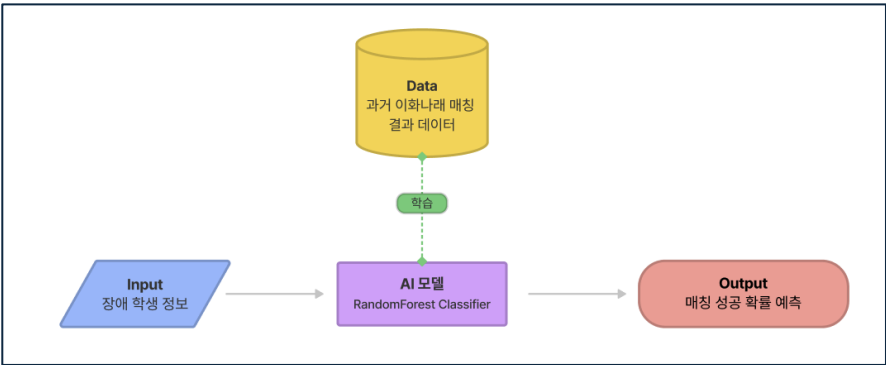 Data
과거 이화나래 매칭
결과 데이터
학습
Input
장애 학생 정보
AI 모델
RandomForest Classifier
Output
매칭 성공 확률 예측